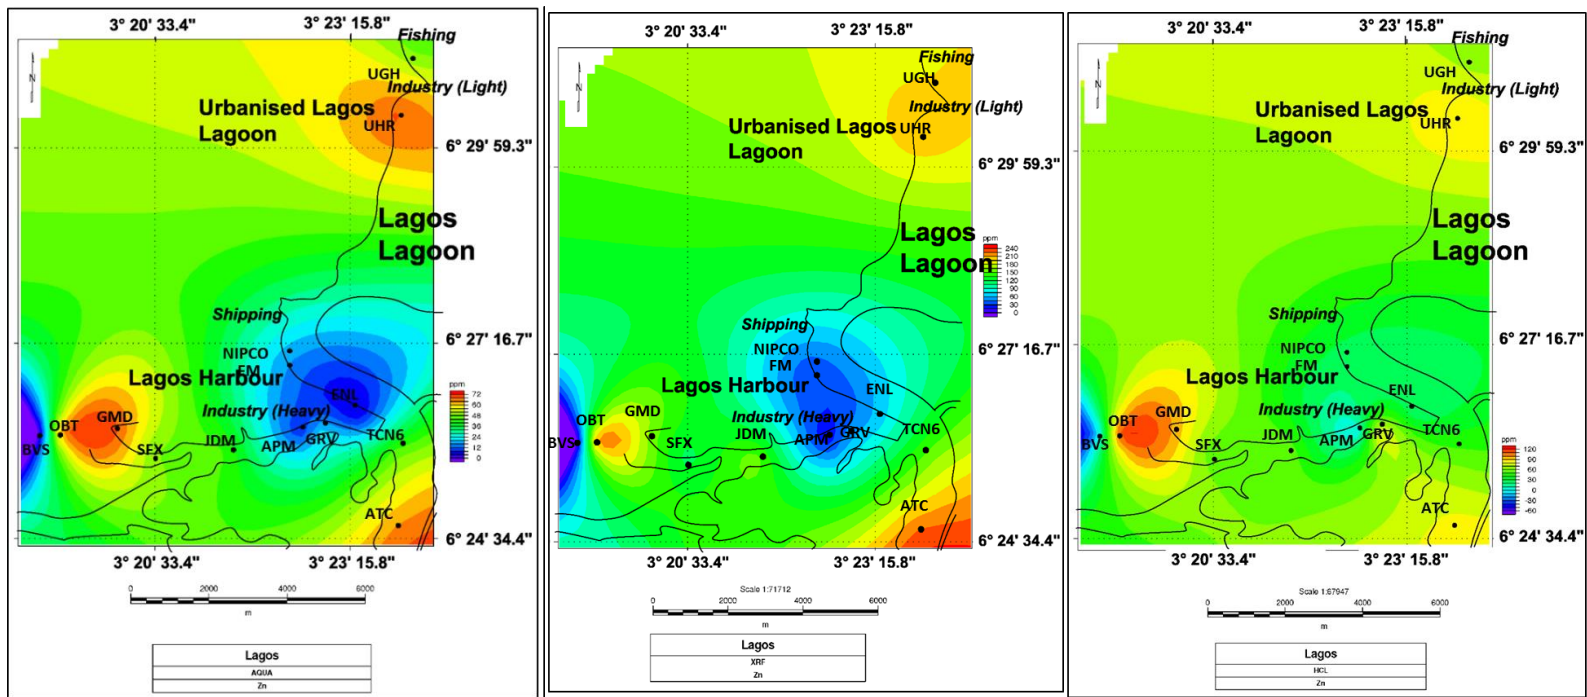 3° 20' 33.4"
3° 23' 15.8"
Fishing
N
UGH
Industry (Light)
Urbanised Lagos
Lagoon
UHR
6° 29' 59.3"
Lagos
Lagoon
Shipping
6° 27' 16.7"
NIPCO
FM
Lagos Harbour
ENL
ppm
72
60
48
36
24
12
0
Industry (Heavy)
GMD
OBT
BVS
SFX
JDM
APM
GRV
TCN6
ATC
6° 24' 34.4"
3° 20' 33.4"
3° 23' 15.8"
0 2000 4000 6000
m
Lagos
AQUA
Zn
3° 20' 33.4"
3° 23' 15.8"
Fishing
N
UGH
Industry (Light)
Urbanised Lagos
Lagoon
UHR
6° 29' 59.3"
Lagos
Lagoon
ppm
240
210
180
150
120
90
60
30
0
Shipping
6° 27' 16.7"
NIPCO
FM
Lagos Harbour
ENL
Industry (Heavy)
GMD
OBT
BVS
SFX
JDM
APM
GRV
TCN6
ATC
6° 24' 34.4"
3° 20' 33.4"
3° 23' 15.8"
Scale 1:71712
0 2000 4000 6000
m
Lagos
XRF
Zn
3° 20' 33.4"
3° 23' 15.8"
Fishing
N
UGH
Industry (Light)
Urbanised Lagos
Lagoon
UHR
6° 29' 59.3"
Lagos
Lagoon
Shipping
6° 27' 16.7"
NIPCO
FM
Lagos Harbour
ENL
Industry (Heavy)
GMD
OBT
BVS
SFX
JDM
APM
GRV
TCN6
ppm
120
90
60
30
0
-30
-60
ATC
6° 24' 34.4"
3° 20' 33.4"
3° 23' 15.8"
Scale 1:67947
0 2000 4000 6000
m
Lagos
HCL
Zn